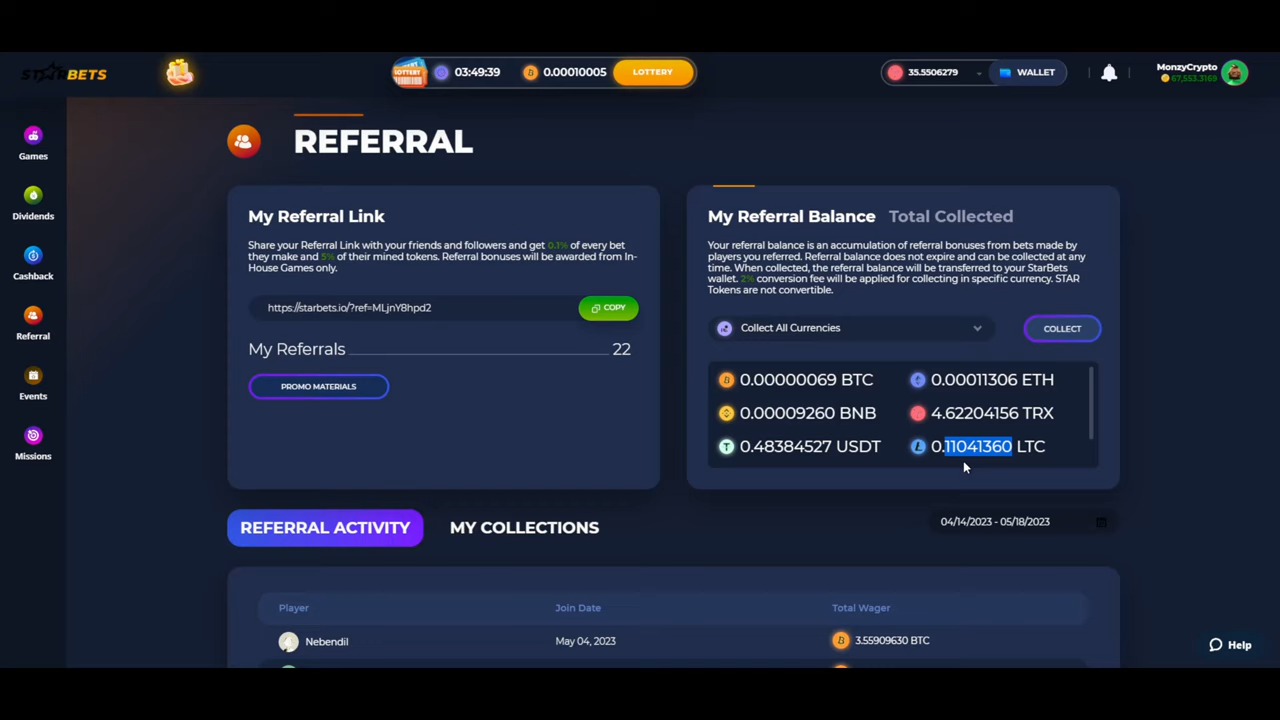 STARBETS
03:49:39
0.00010005
LOTTERY
35.5506279
WALLET
MonzyCrypto
67,553.3169
Games
Dividends
Cashback
Referral
Events
Missions
REFERRAL
My Referral Link
Share your Referral Link with your friends and followers and get 0.1% of every bet
they make and 5% of their mined tokens. Referral bonuses will be awarded from In-
House Games only.
https://starbets.io/?ref=MLjnY8hpd2
COPY
My Referrals 22
PROMO MATERIALS
My Referral Balance Total Collected
Your referral balance is an accumulation of referral bonuses from bets made by
players you referred. Referral balance does not expire and can be collected at any
time. When collected, the referral balance will be transferred to your StarBets
wallet. 2% conversion fee will be applied for collecting in specific currency. STAR
Tokens are not convertible.
Collect All Currencies
COLLECT
0.00000069 BTC 0.00011306 ETH
0.00009260 BNB 4.62204156 TRX
0.48384527 USDT 0.11041360 LTC
REFERRAL ACTIVITY MY COLLECTIONS
04/14/2023 - 05/18/2023
Player Join Date Total Wager
Nebendil May 04, 2023 3.55909630 BTC
Help